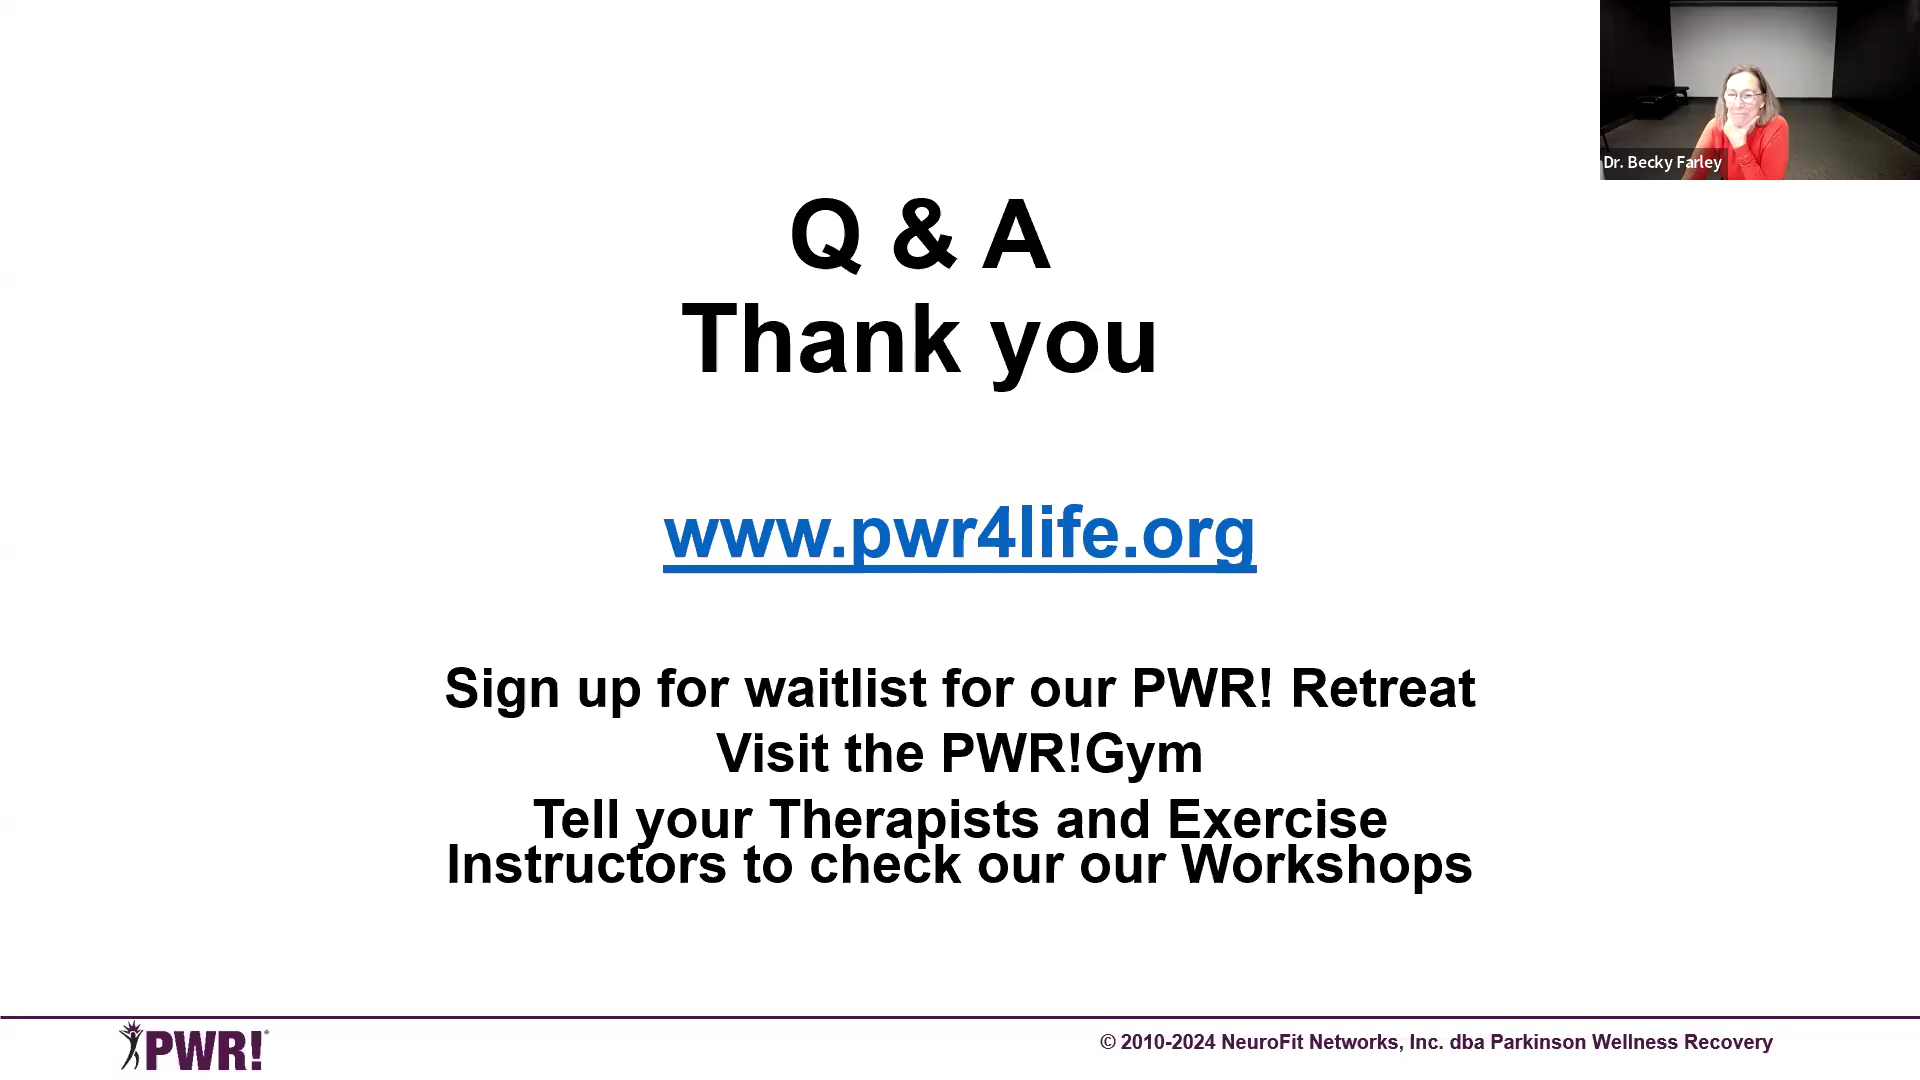 Dr. Becky Farley
Q & A
Thank you
www.pwr4life.org
Sign up for waitlist for our PWR! Retreat
Visit the PWR!Gym
Tell your Therapists and Exercise
Instructors to check our our Workshops
PWR!®
© 2010-2024 NeuroFit Networks, Inc. dba Parkinson Wellness Recovery